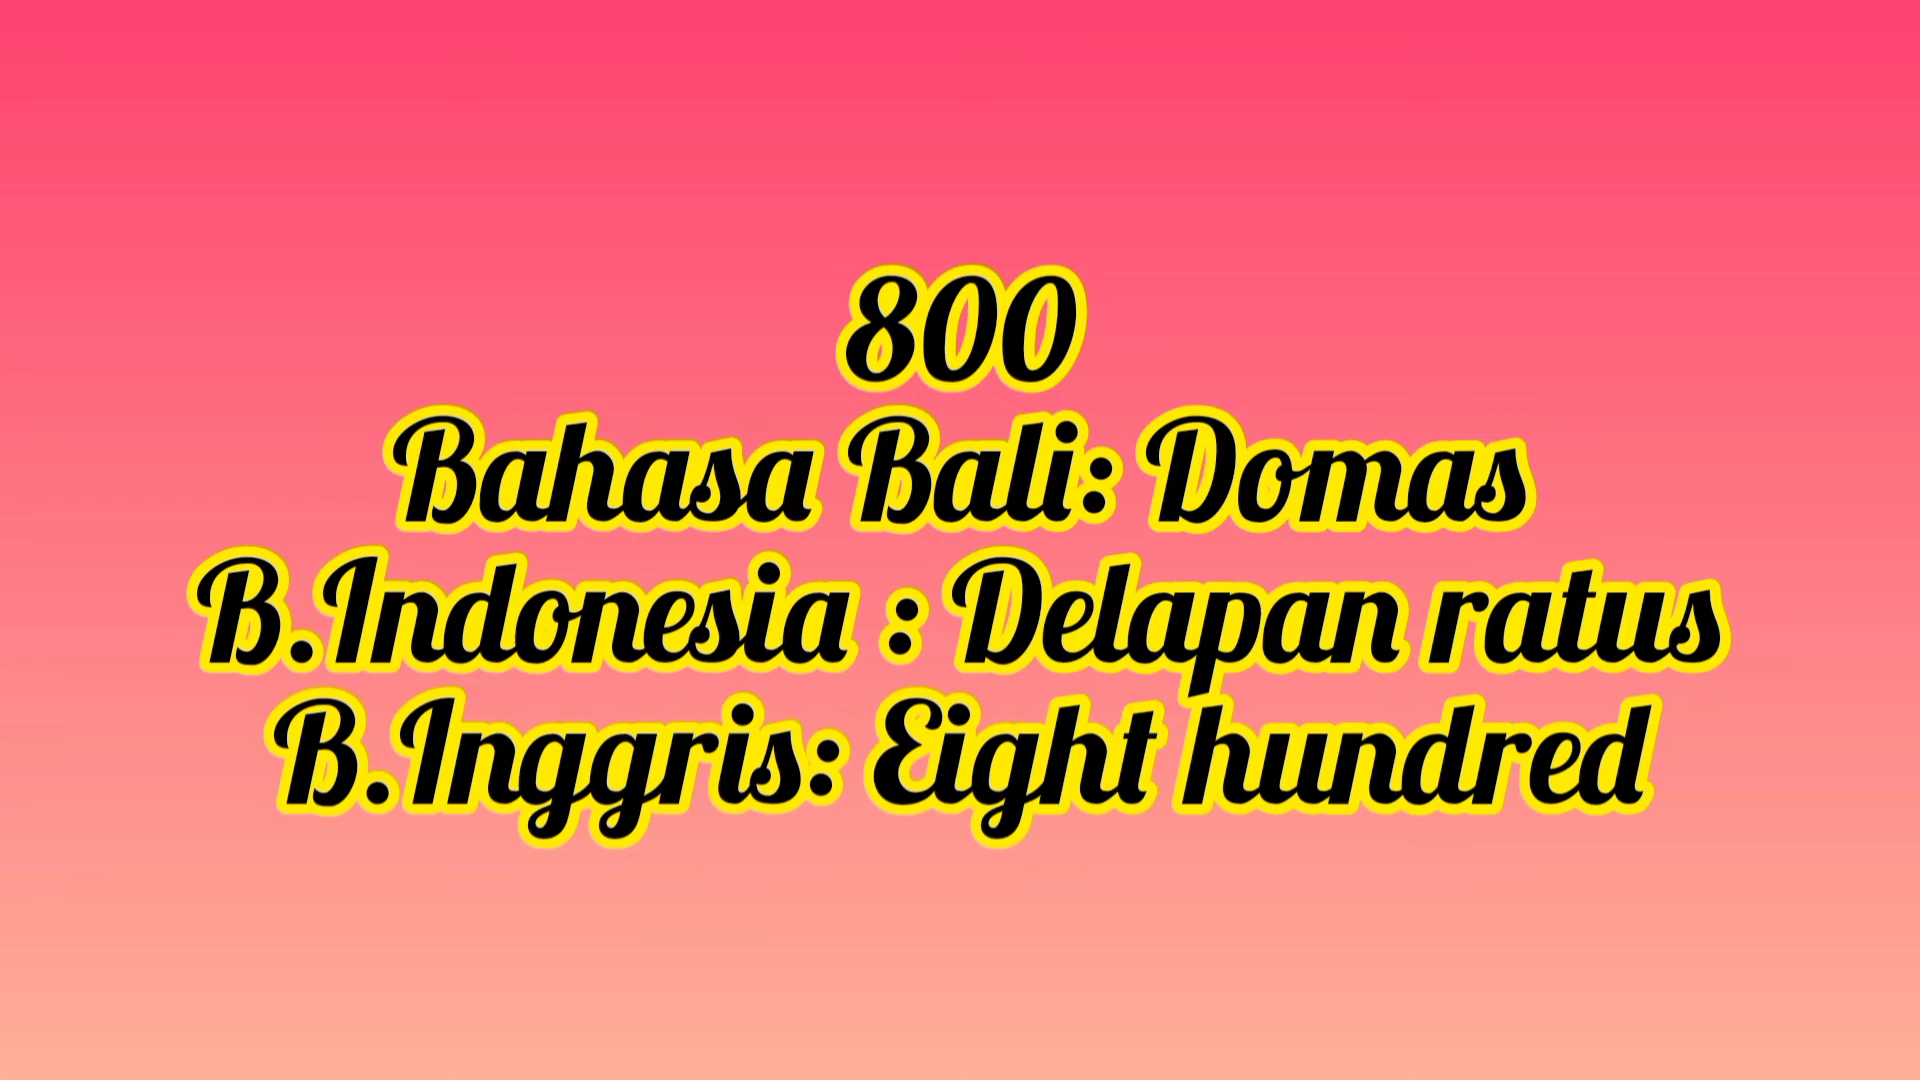 800
Bahasa Bali: Domas
B.Indonesia : Delapan ratus
B.Inggris: Eight hundred